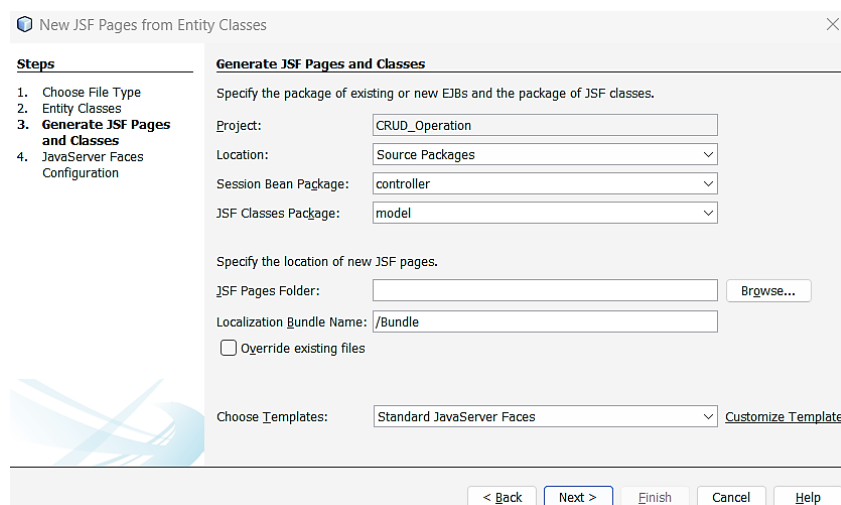 New JSF Pages from Entity Classes
Steps
1. Choose File Type
2. Entity Classes
3. Generate JSF Pages
and Classes
4. JavaServer Faces
Configuration
Generate JSF Pages and Classes
Specify the package of existing or new EJBs and the package of JSF classes.
Project: CRUD_Operation
Location: Source Packages
Session Bean Package: controller
JSF Classes Package: model
Specify the location of new JSF pages.
JSF Pages Folder: Browse...
Localization Bundle Name: /Bundle
Override existing files
Choose Templates: Standard JavaServer Faces Customize Template
< Back Next > Finish Cancel Help